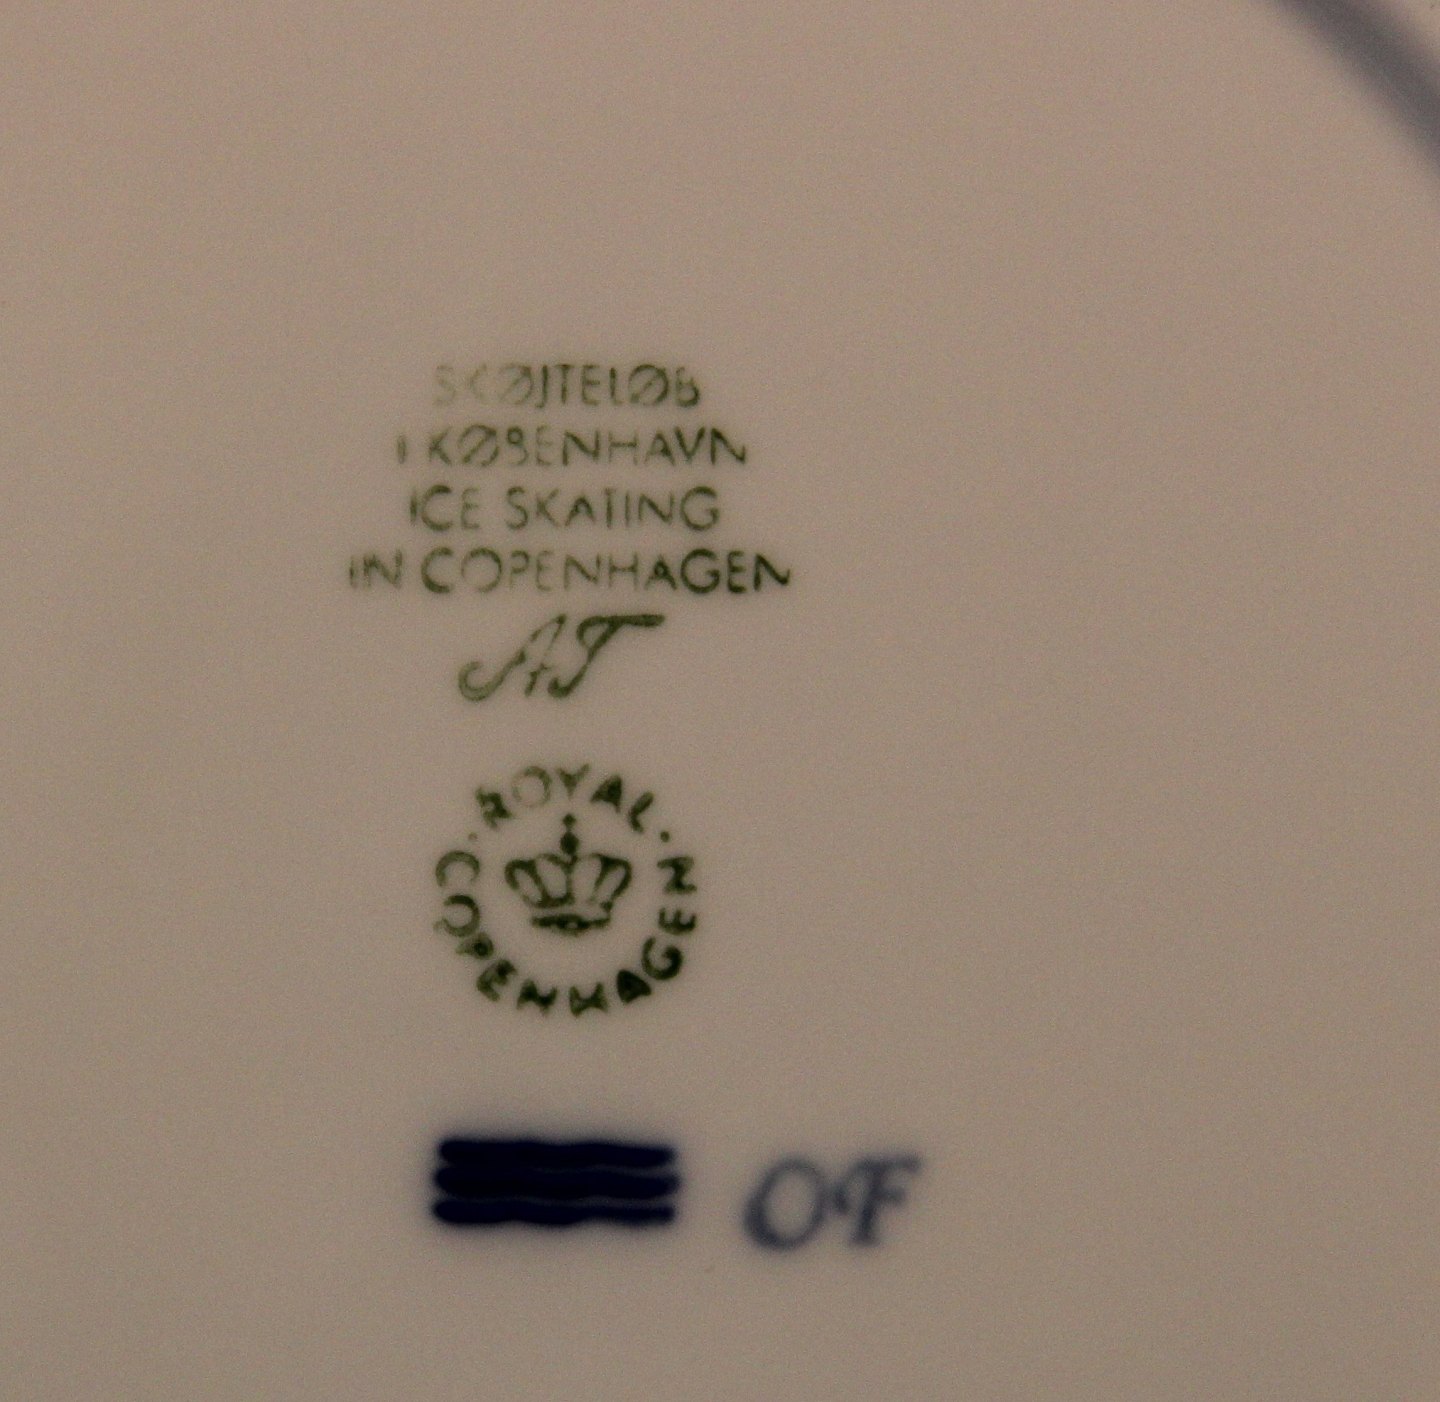 SKØJTELØB
I KØBENHAVN
ICE SKATING
IN COPENHAGEN
AT
ROYAL · COPENHAGEN ·
OF